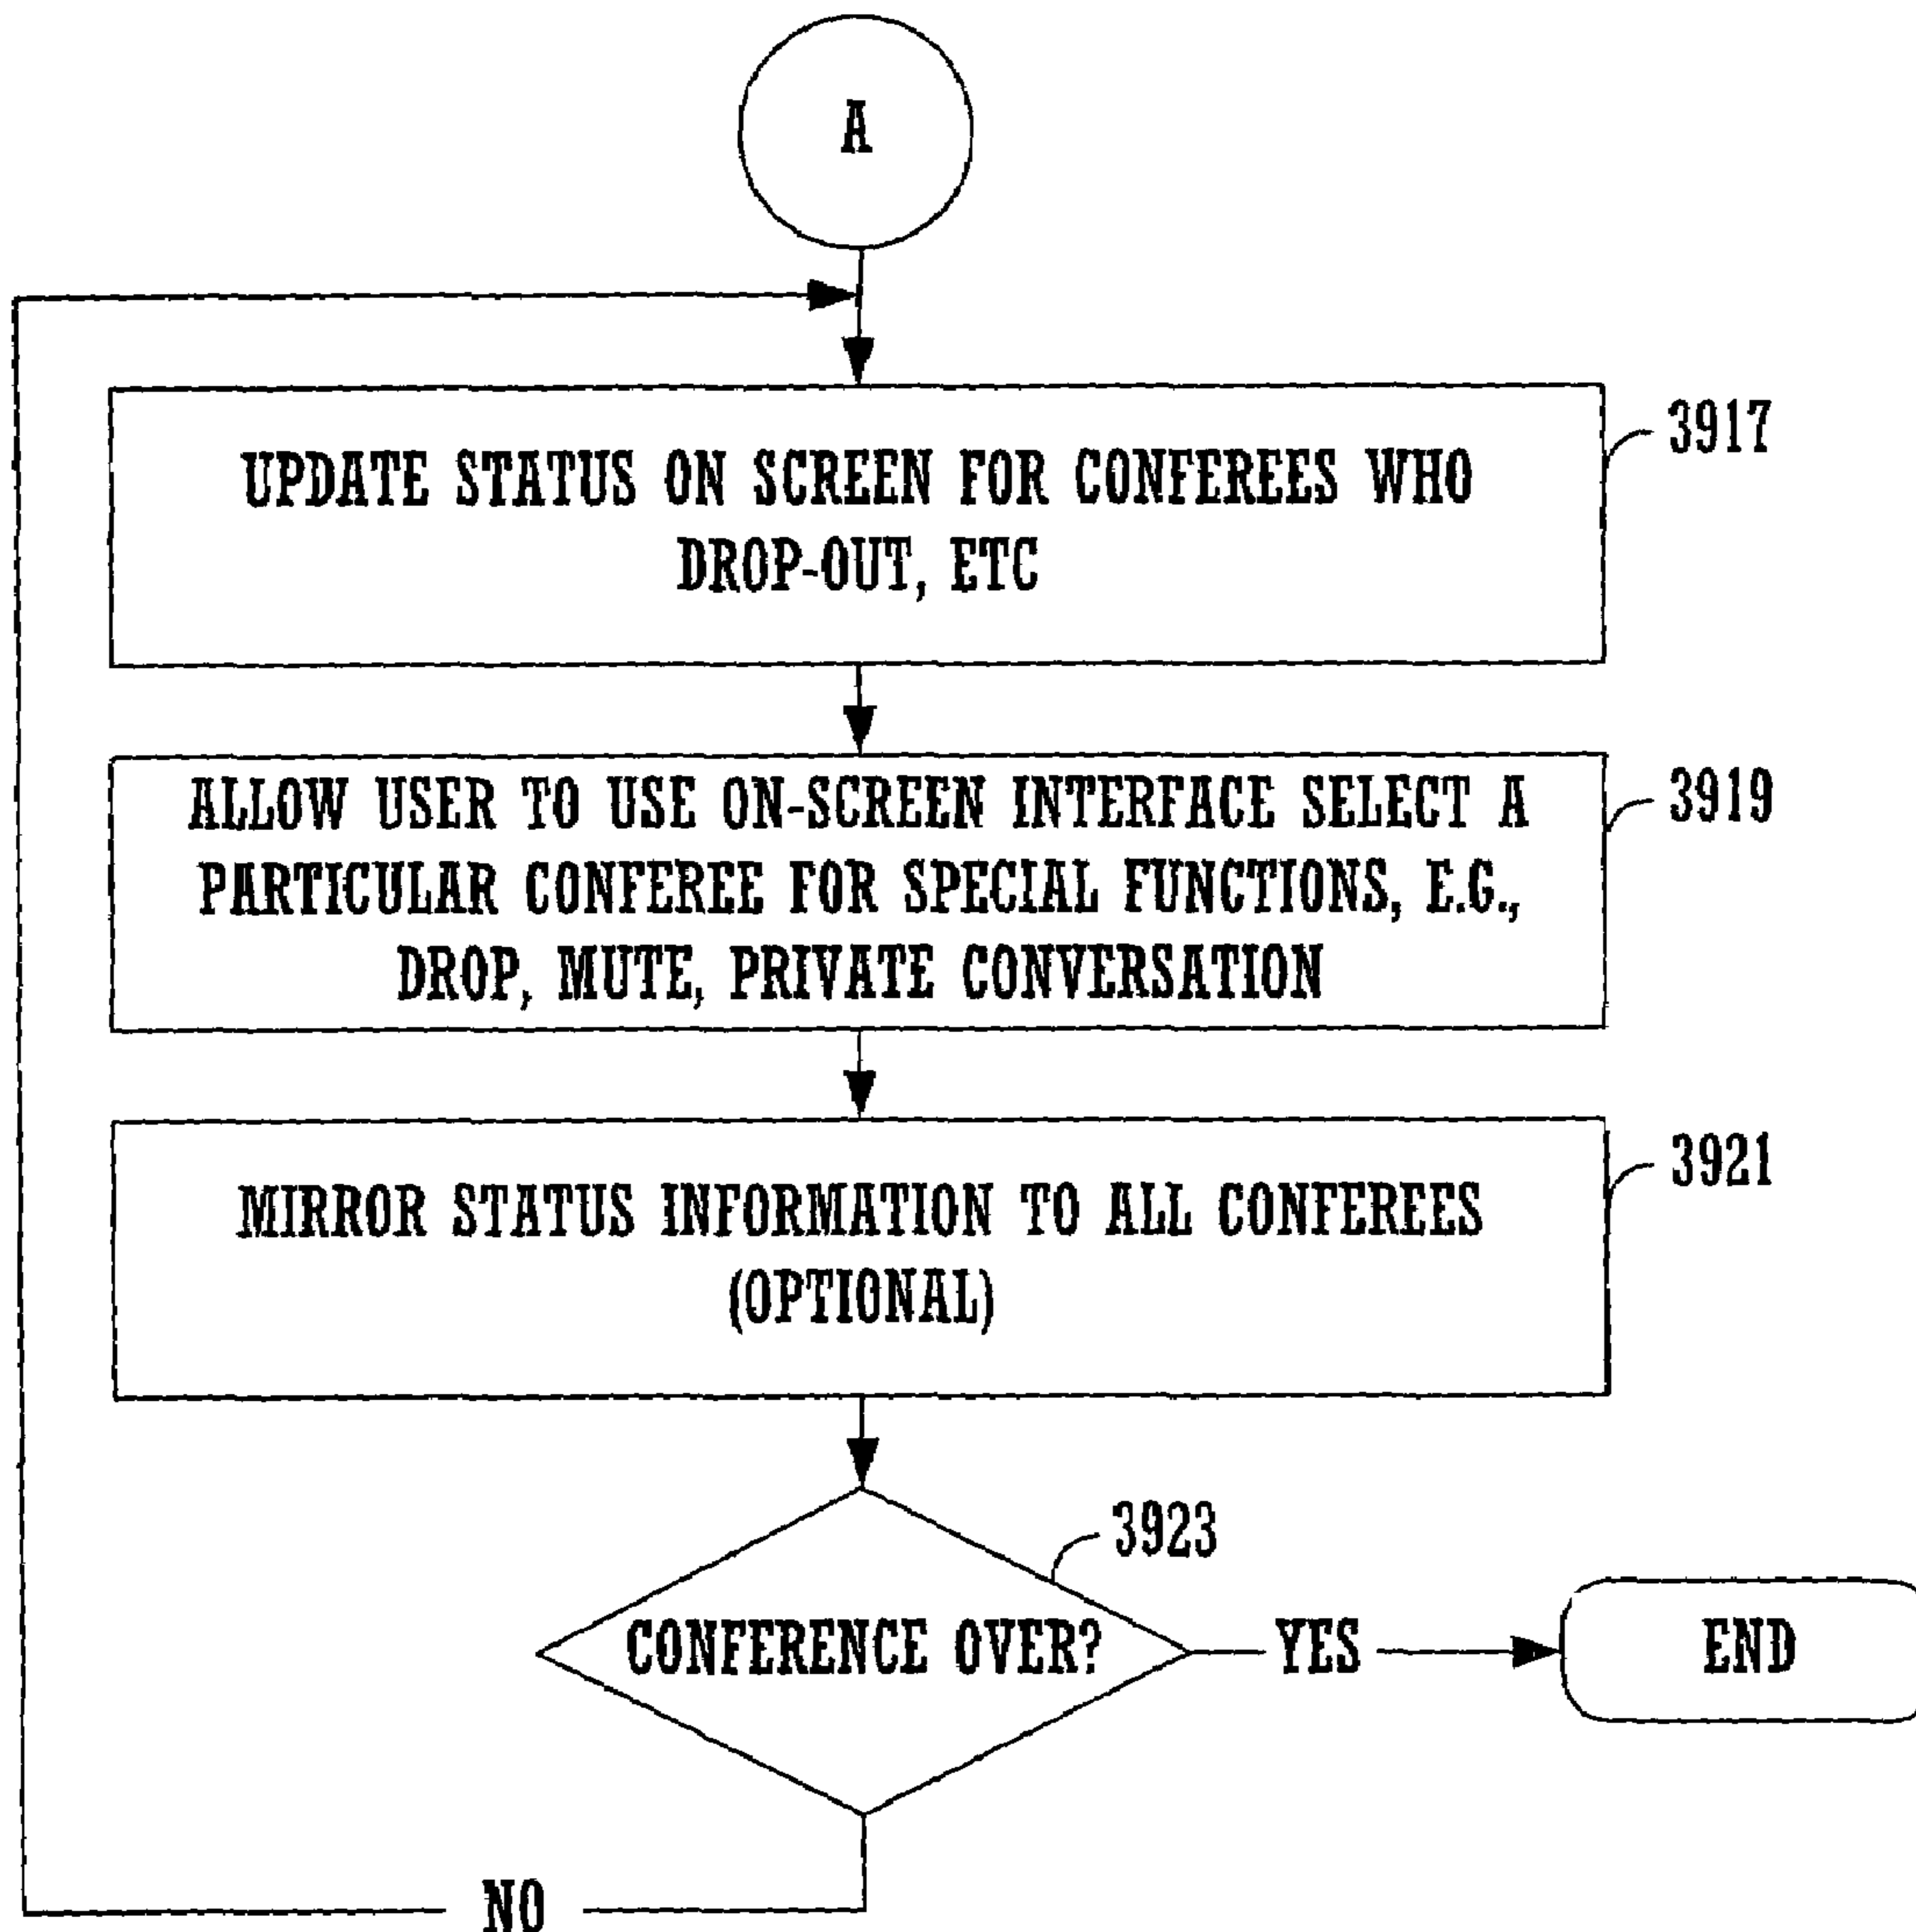 A
3917
UPDATE STATUS ON SCREEN FOR CONFEREES WHO
DROP-OUT, ETC
3919
ALLOW USER TO USE ON-SCREEN INTERFACE SELECT A
PARTICULAR CONFEREE FOR SPECIAL FUNCTIONS, E.G.,
DROP, MUTE, PRIVATE CONVERSATION
3921
MIRROR STATUS INFORMATION TO ALL CONFEREES
(OPTIONAL)
3923
CONFERENCE OVER?
YES
END
NO